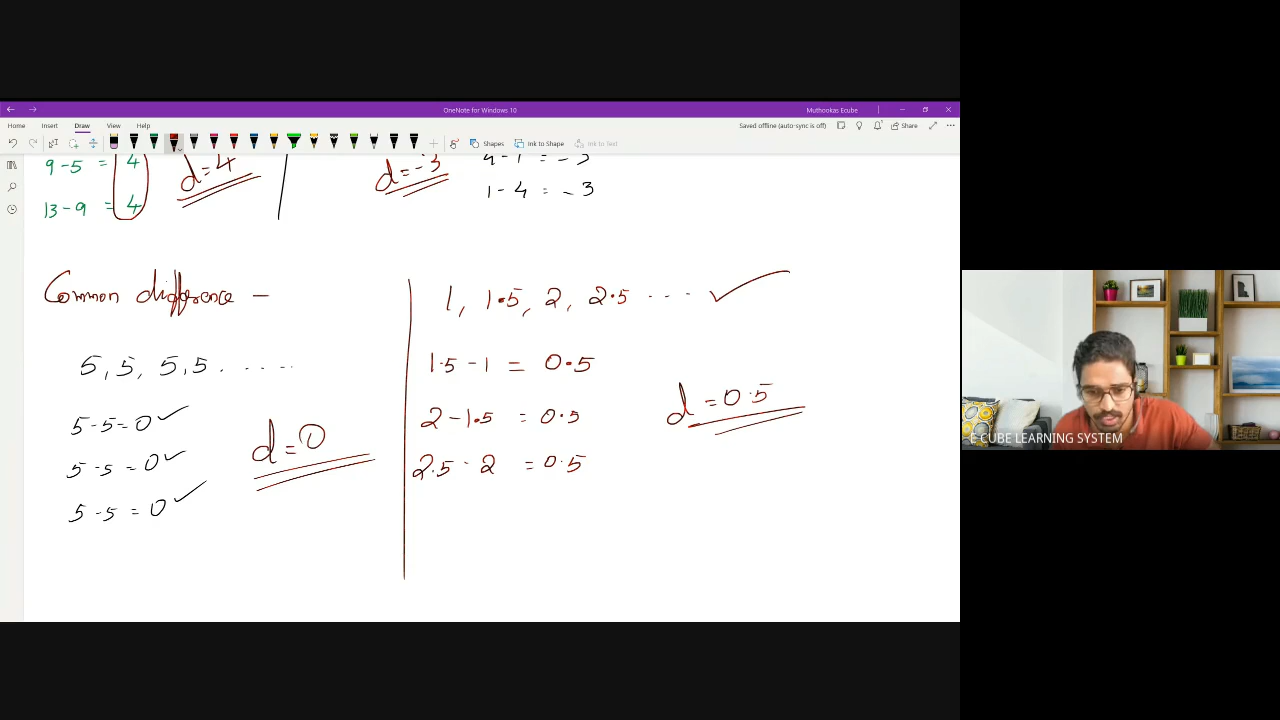 OneNote for Windows 10
Muthookas Ecube
Home Insert Draw View Help
Saved offline (auto-sync is off)
Share
Shapes
Ink to Shape
Ink to Text
9-5 = 4
d=4
13-9 = 4
d=-3
1-4 = -3
Common difference -
5, 5, 5, 5 . . . . .
5-5=0 ✓
5-5=0 ✓
5-5=0 ✓
d=0
1, 1.5, 2, 2.5 .... ✓
1.5-1 = 0.5
2-1.5 = 0.5
2.5-2 = 0.5
d=0.5
E CUBE LEARNING SYSTEM